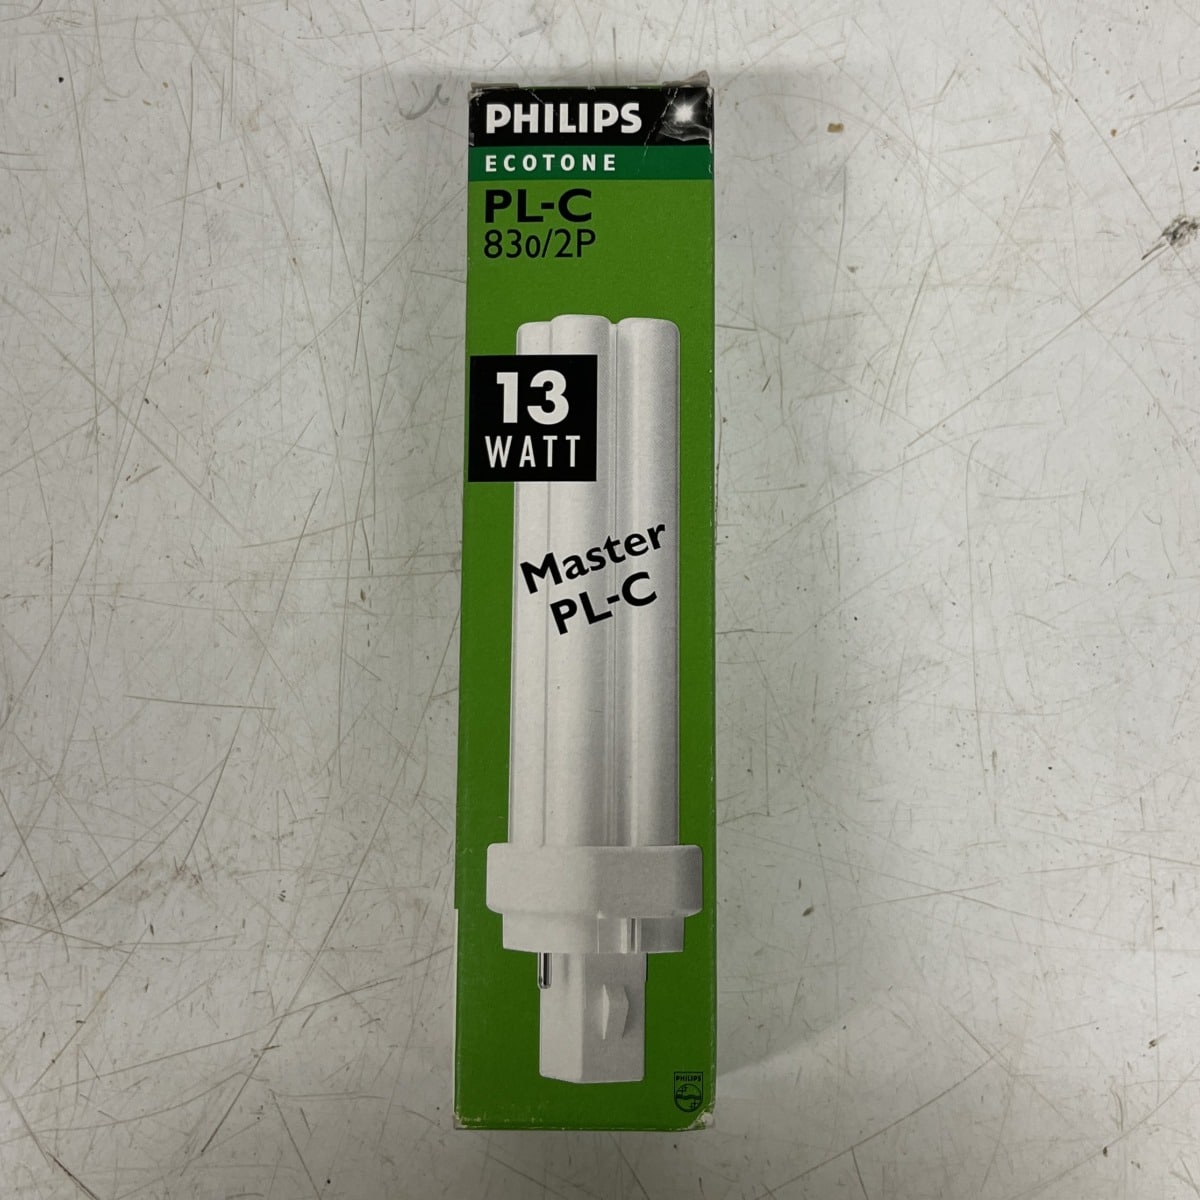 PHILIPS
ECOTONE
PL-C
830/2P
13
WATT
Master
PL-C
PHILIPS